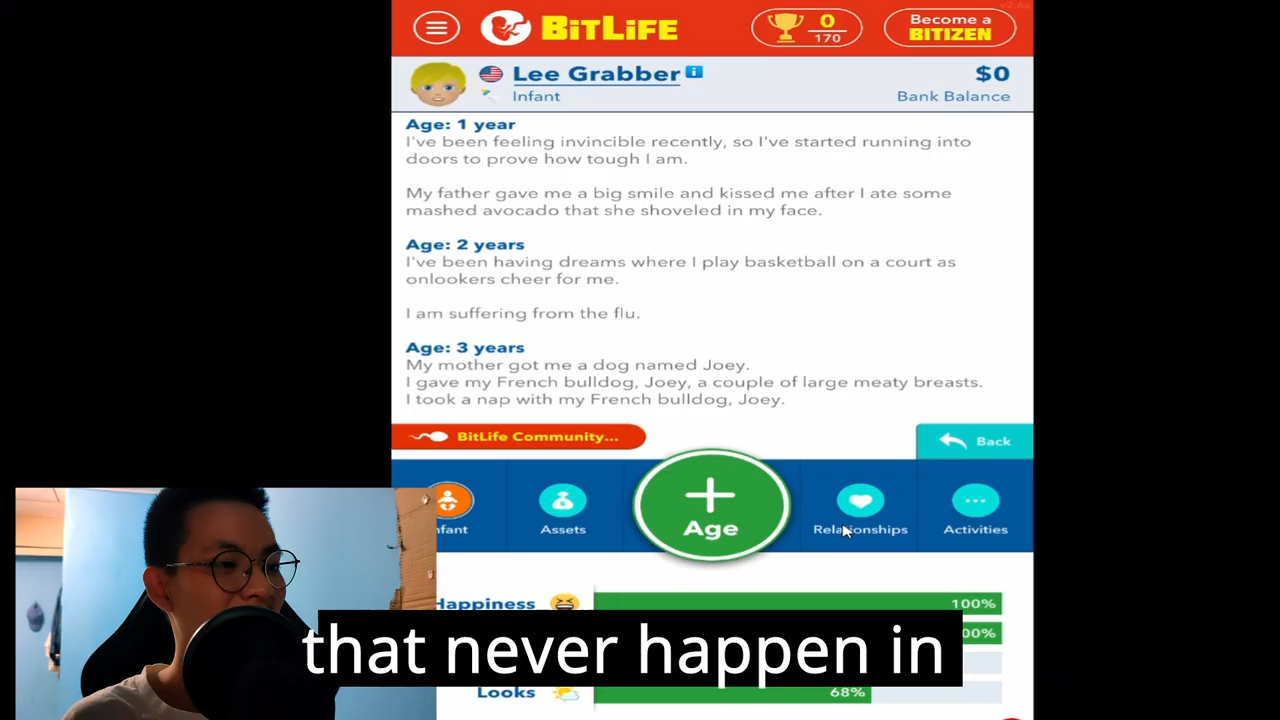 v2.6a
BiTLiFE
0
170
Become a
BITIZEN
Lee Grabber
Infant
$0
Bank Balance
Age: 1 year
I've been feeling invincible recently, so I've started running into
doors to prove how tough I am.
My father gave me a big smile and kissed me after I ate some
mashed avocado that she shoveled in my face.
Age: 2 years
I've been having dreams where I play basketball on a court as
onlookers cheer for me.
I am suffering from the flu.
Age: 3 years
My mother got me a dog named Joey.
I gave my French bulldog, Joey, a couple of large meaty breasts.
I took a nap with my French bulldog, Joey.
BitLife Community...
Back
nfant
Assets
Age
Relationships
Activities
Happiness
100%
00%
that never happen in
Looks
68%